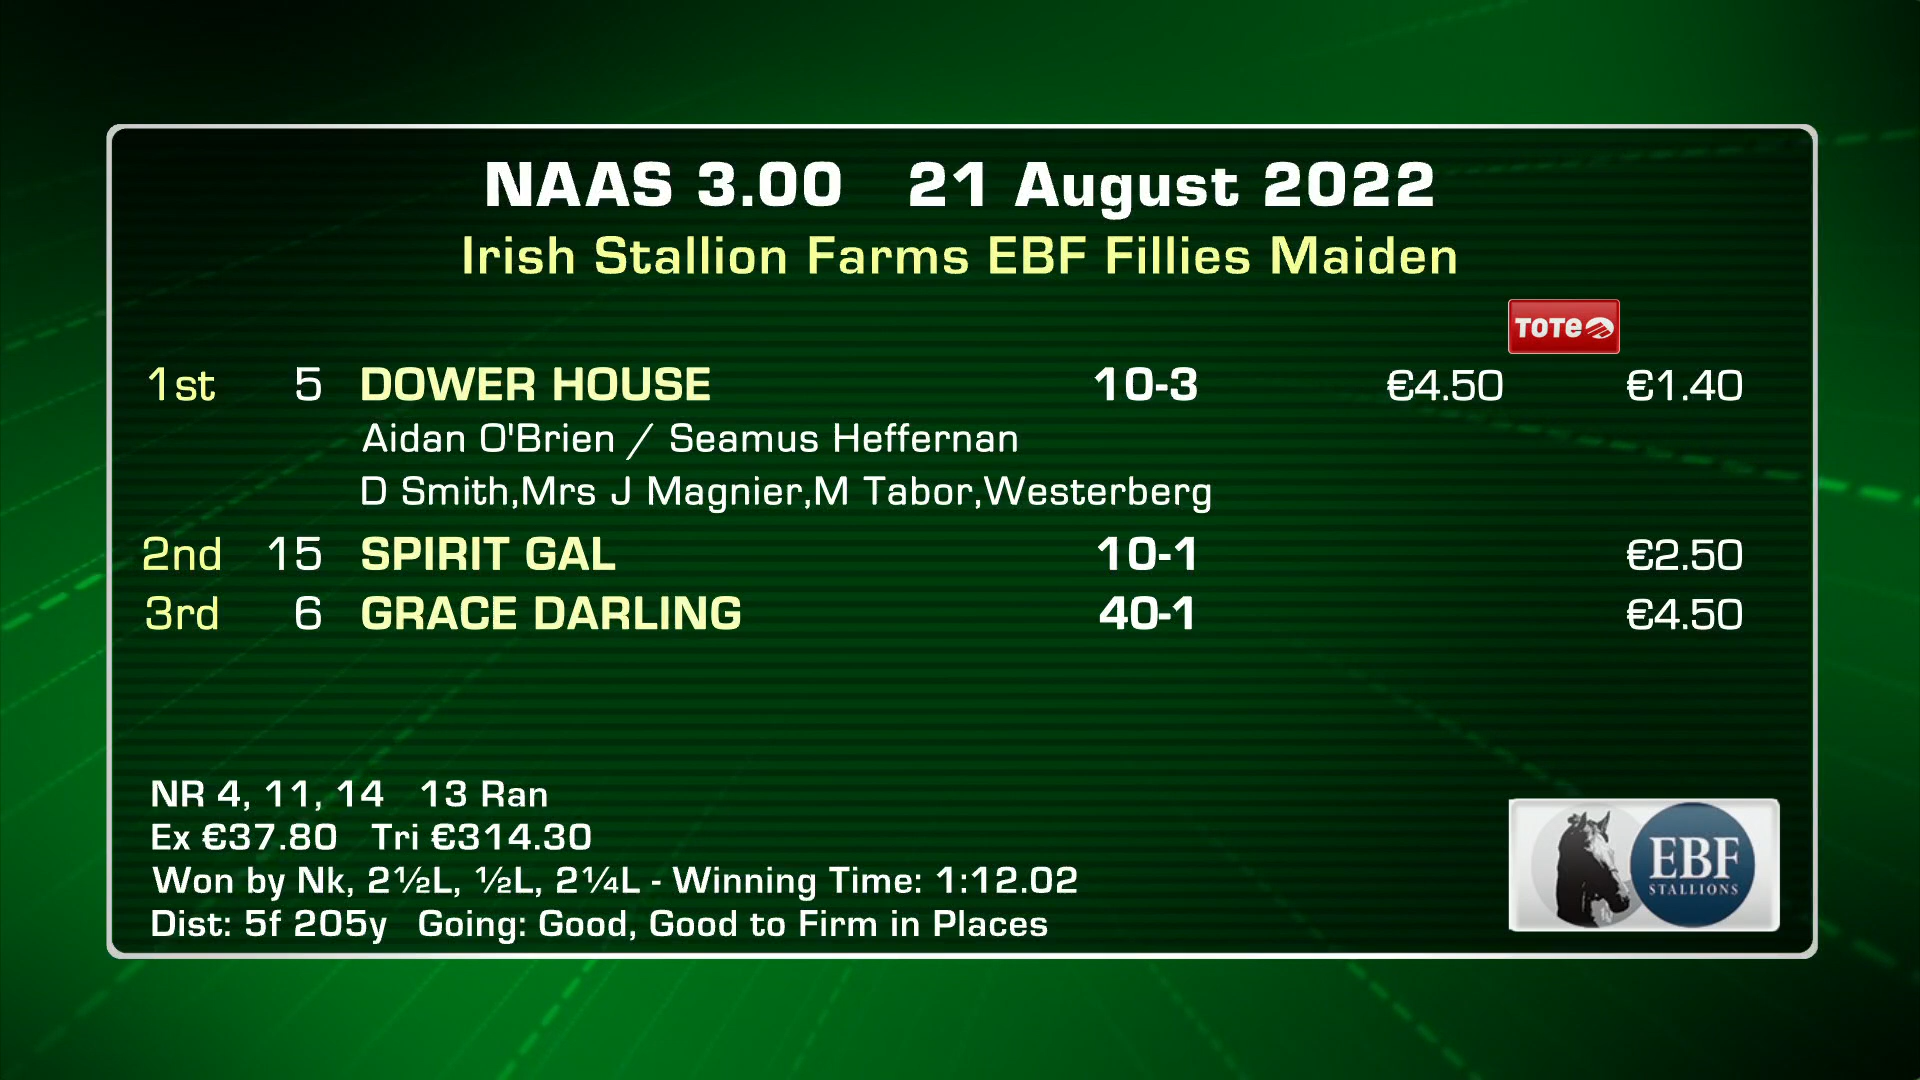 NAAS 3.00 21 August 2022
Irish Stallion Farms EBF Fillies Maiden
TOTE
1st 5 DOWER HOUSE 10-3 €4.50 €1.40
Aidan O'Brien / Seamus Heffernan
D Smith,Mrs J Magnier,M Tabor,Westerberg
2nd 15 SPIRIT GAL 10-1 €2.50
3rd 6 GRACE DARLING 40-1 €4.50
NR 4, 11, 14 13 Ran
Ex €37.80 Tri €314.30
Won by Nk, 2½L, ½L, 2¼L - Winning Time: 1:12.02
Dist: 5f 205y Going: Good, Good to Firm in Places
EBF
STALLIONS